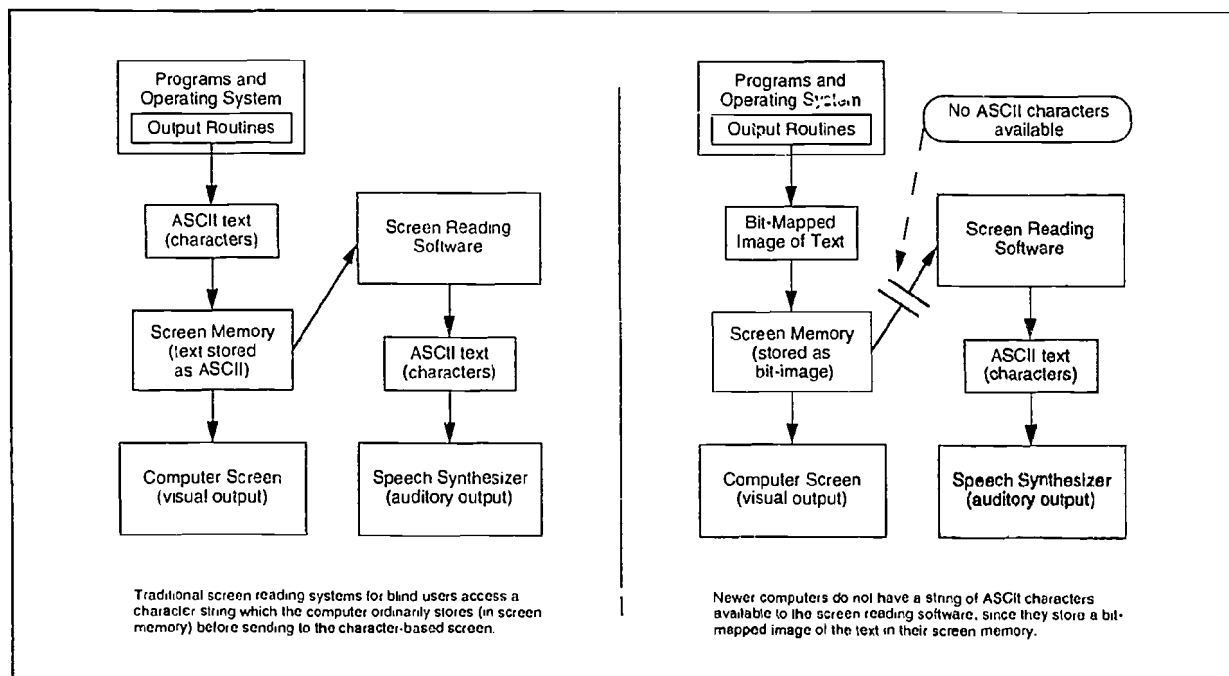 Programs and
Operating System
Output Routines
ASCII text
(characters)
Screen Memory
(text stored
as ASCII)
Computer Screen
(visual output)
Screen Reading
Software
ASCII text
(characters)
Speech Synthesizer
(auditory output)
Traditional screen reading systems for blind users access a
character string which the computer ordinarily stores (in screen
memory) before sending to the character-based screen.
Programs and
Operating System
Output Routines
No ASCII characters
available
Bit-Mapped
Image of Text
Screen Memory
(stored as
bit-image)
Computer Screen
(visual output)
Screen Reading
Software
ASCII text
(characters)
Speech Synthesizer
(auditory output)
Newer computers do not have a string of ASCII characters
available to the screen reading software, since they store a bit-
mapped image of the text in their screen memory.